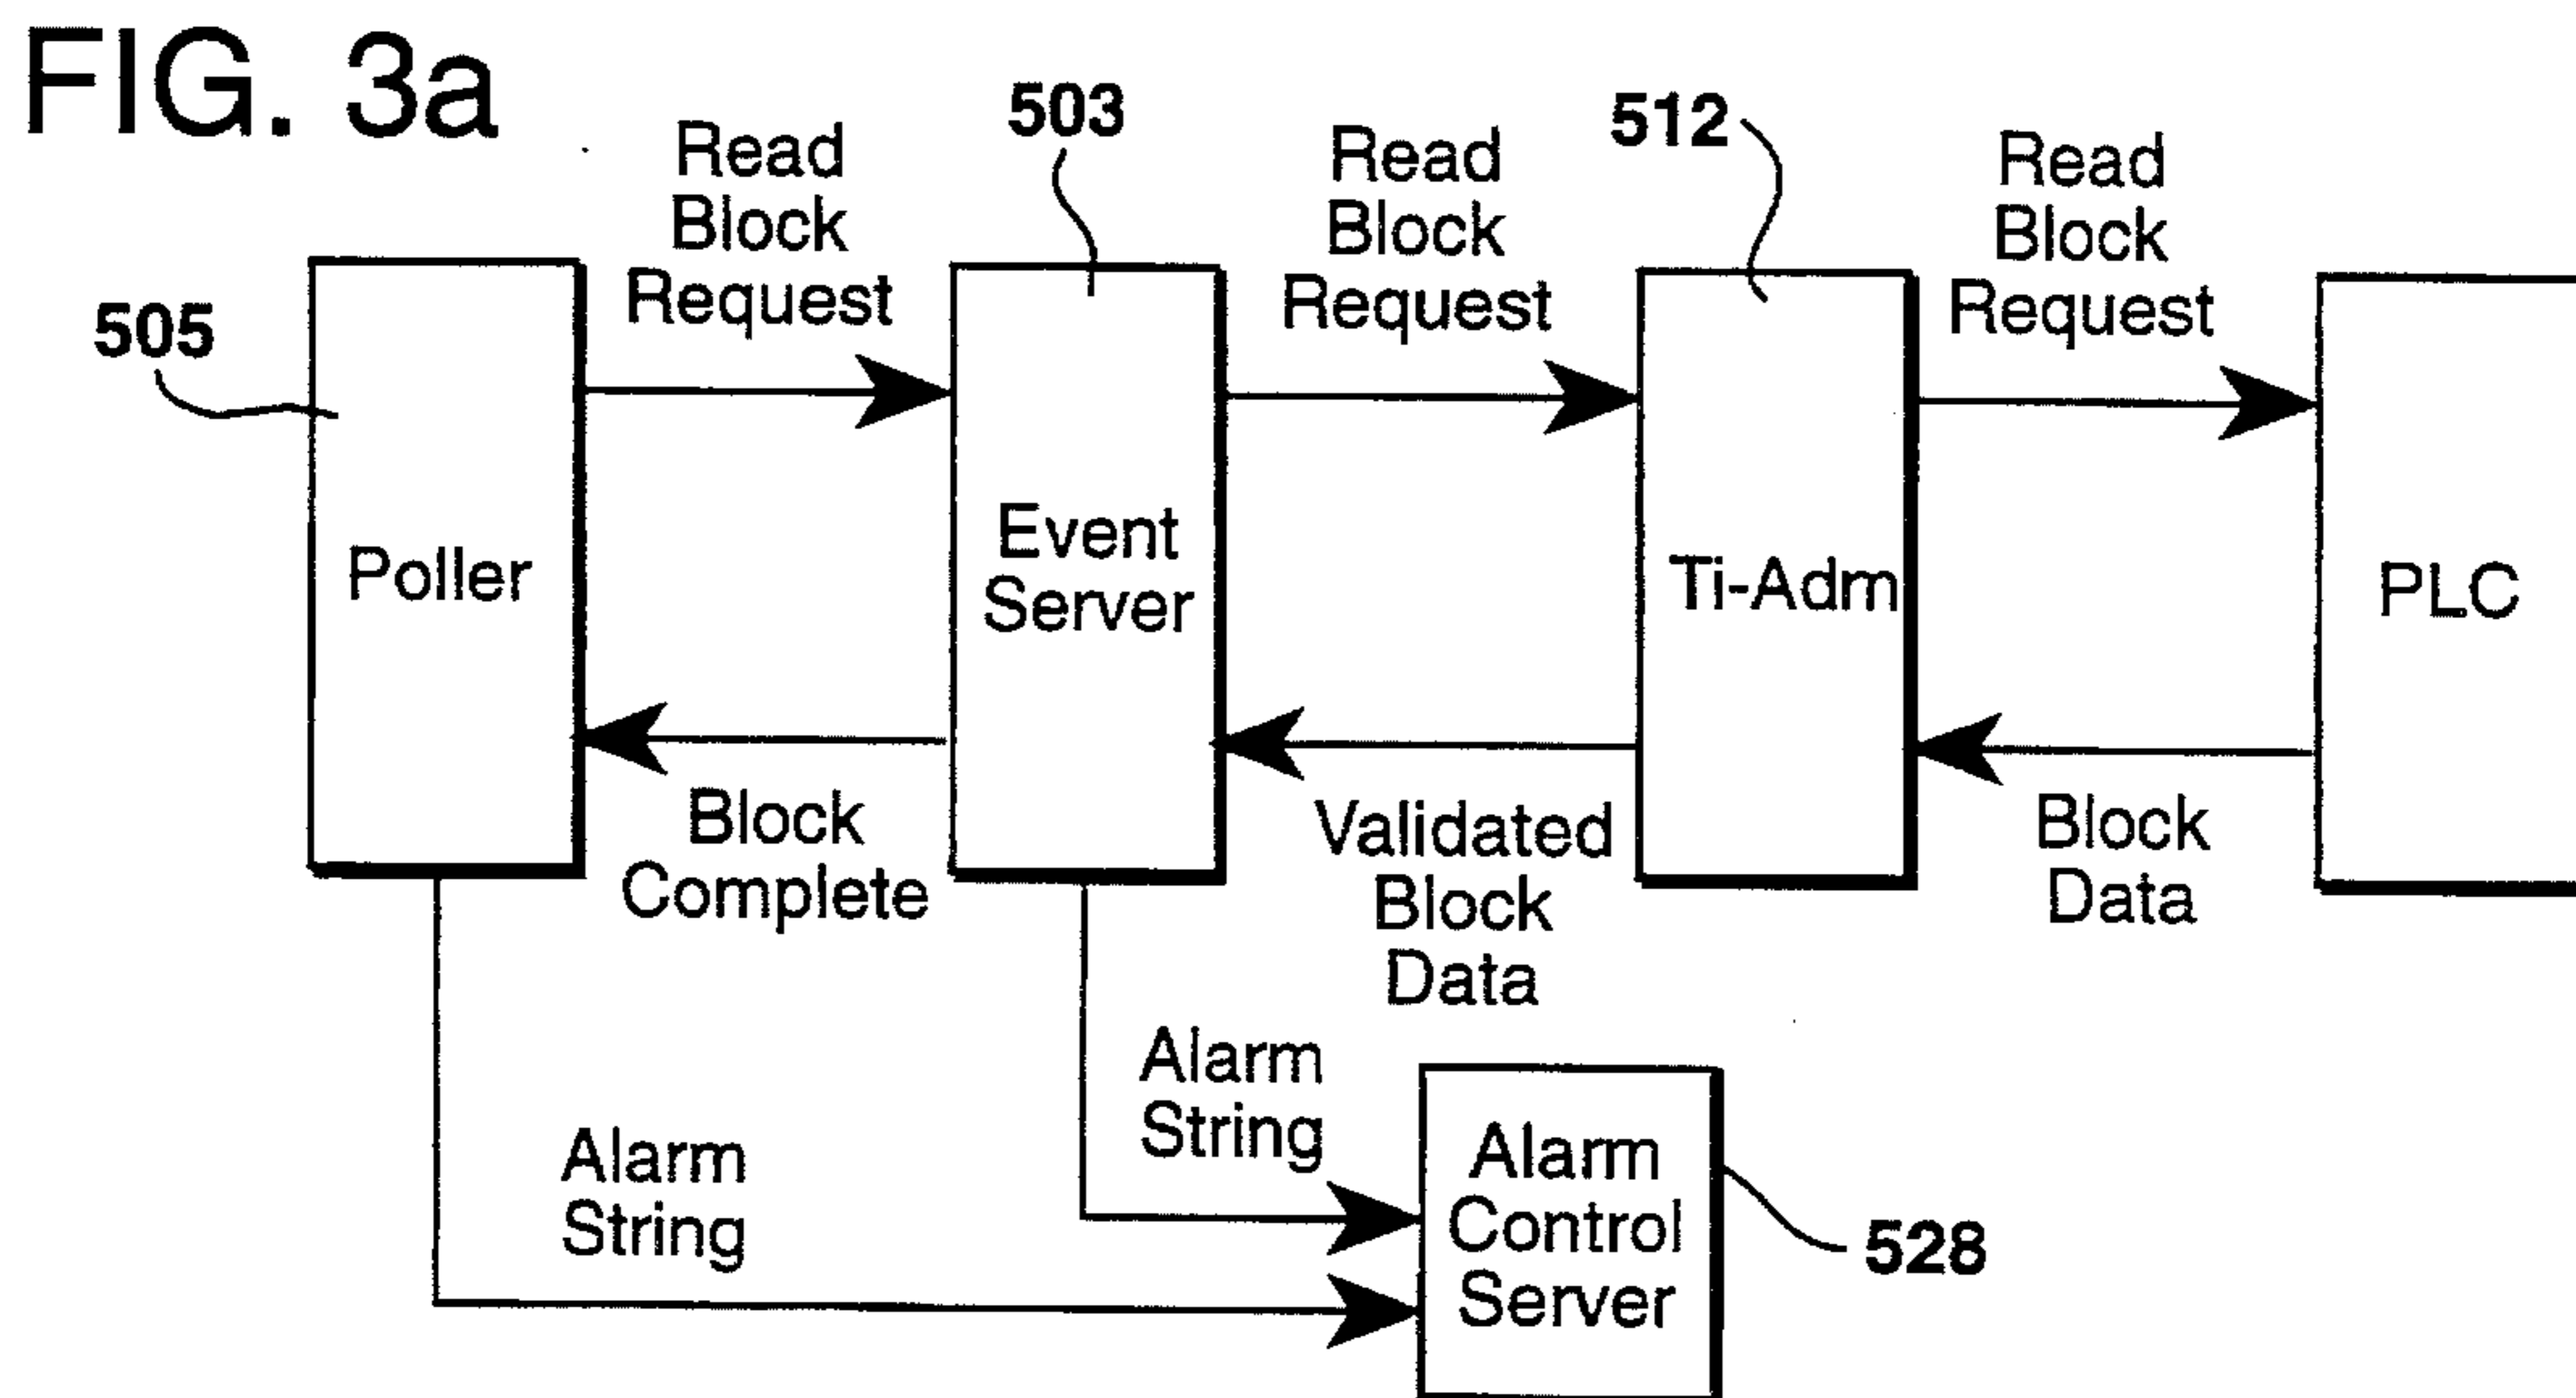 FIG. 3a
505
Read
Block
Request
503
Read
Block
Request
512
Read
Block
Request
Poller
Event
Server
Ti-Adm
PLC
Block
Complete
Validated
Block
Data
Block
Data
Alarm
String
Alarm
String
Alarm
Control
Server
528